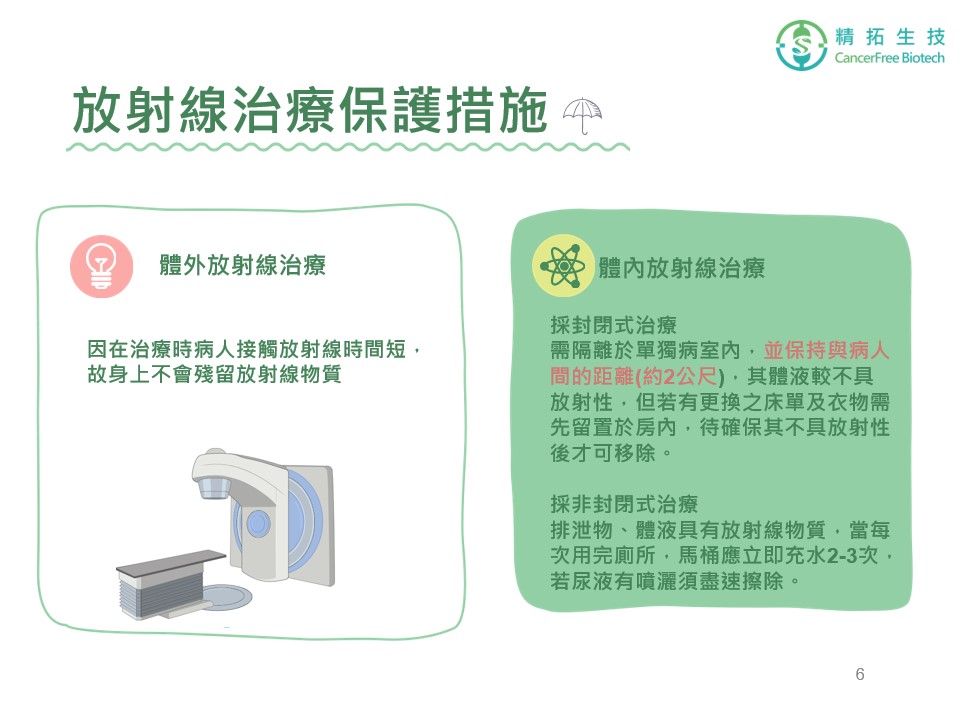 精拓生技
CancerFree Biotech
放射線治療保護措施
體外放射線治療
因在治療時病人接觸放射線時間短，
故身上不會殘留放射線物質
體內放射線治療
採封閉式治療
需隔離於單獨病室內，並保持與病人
間的距離(約2公尺)，其體液較不具
放射性，但若有更換之床單及衣物需
先留置於房內，待確保其不具放射性
後才可移除。
採非封閉式治療
排泄物、體液具有放射線物質，當每
次用完廁所，馬桶應立即充水2-3次，
若尿液有噴灑須盡速擦除。
6